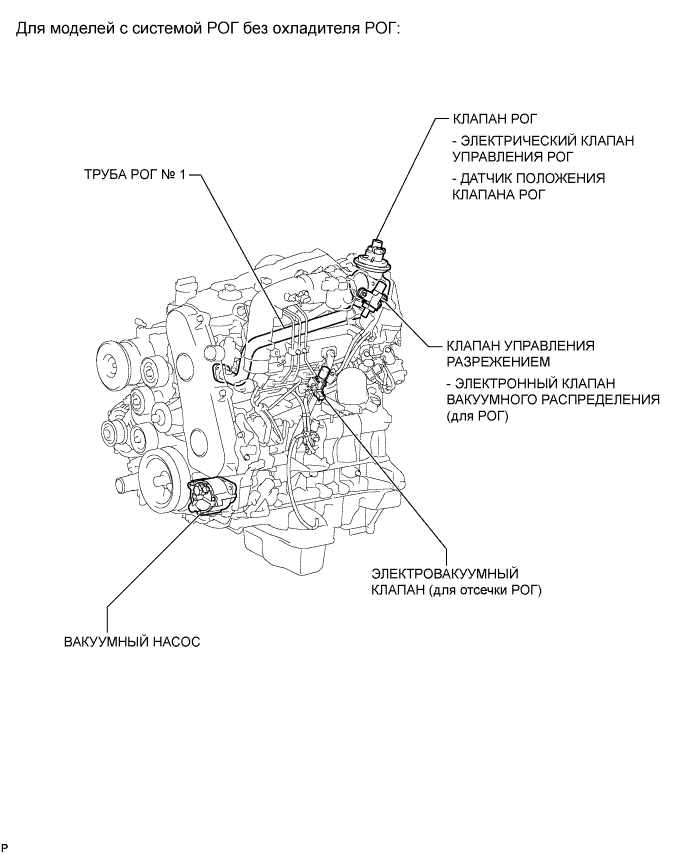 Для моделей с системой РОГ без охладителя РОГ:
КЛАПАН РОГ
- ЭЛЕКТРИЧЕСКИЙ КЛАПАН
УПРАВЛЕНИЯ РОГ
- ДАТЧИК ПОЛОЖЕНИЯ
КЛАПАНА РОГ
ТРУБА РОГ № 1
КЛАПАН УПРАВЛЕНИЯ
РАЗРЕЖЕНИЕМ
- ЭЛЕКТРОННЫЙ КЛАПАН
ВАКУУМНОГО РАСПРЕДЕЛЕНИЯ
(для РОГ)
ЭЛЕКТРОВАКУУМНЫЙ
КЛАПАН (для отсечки РОГ)
ВАКУУМНЫЙ НАСОС
P